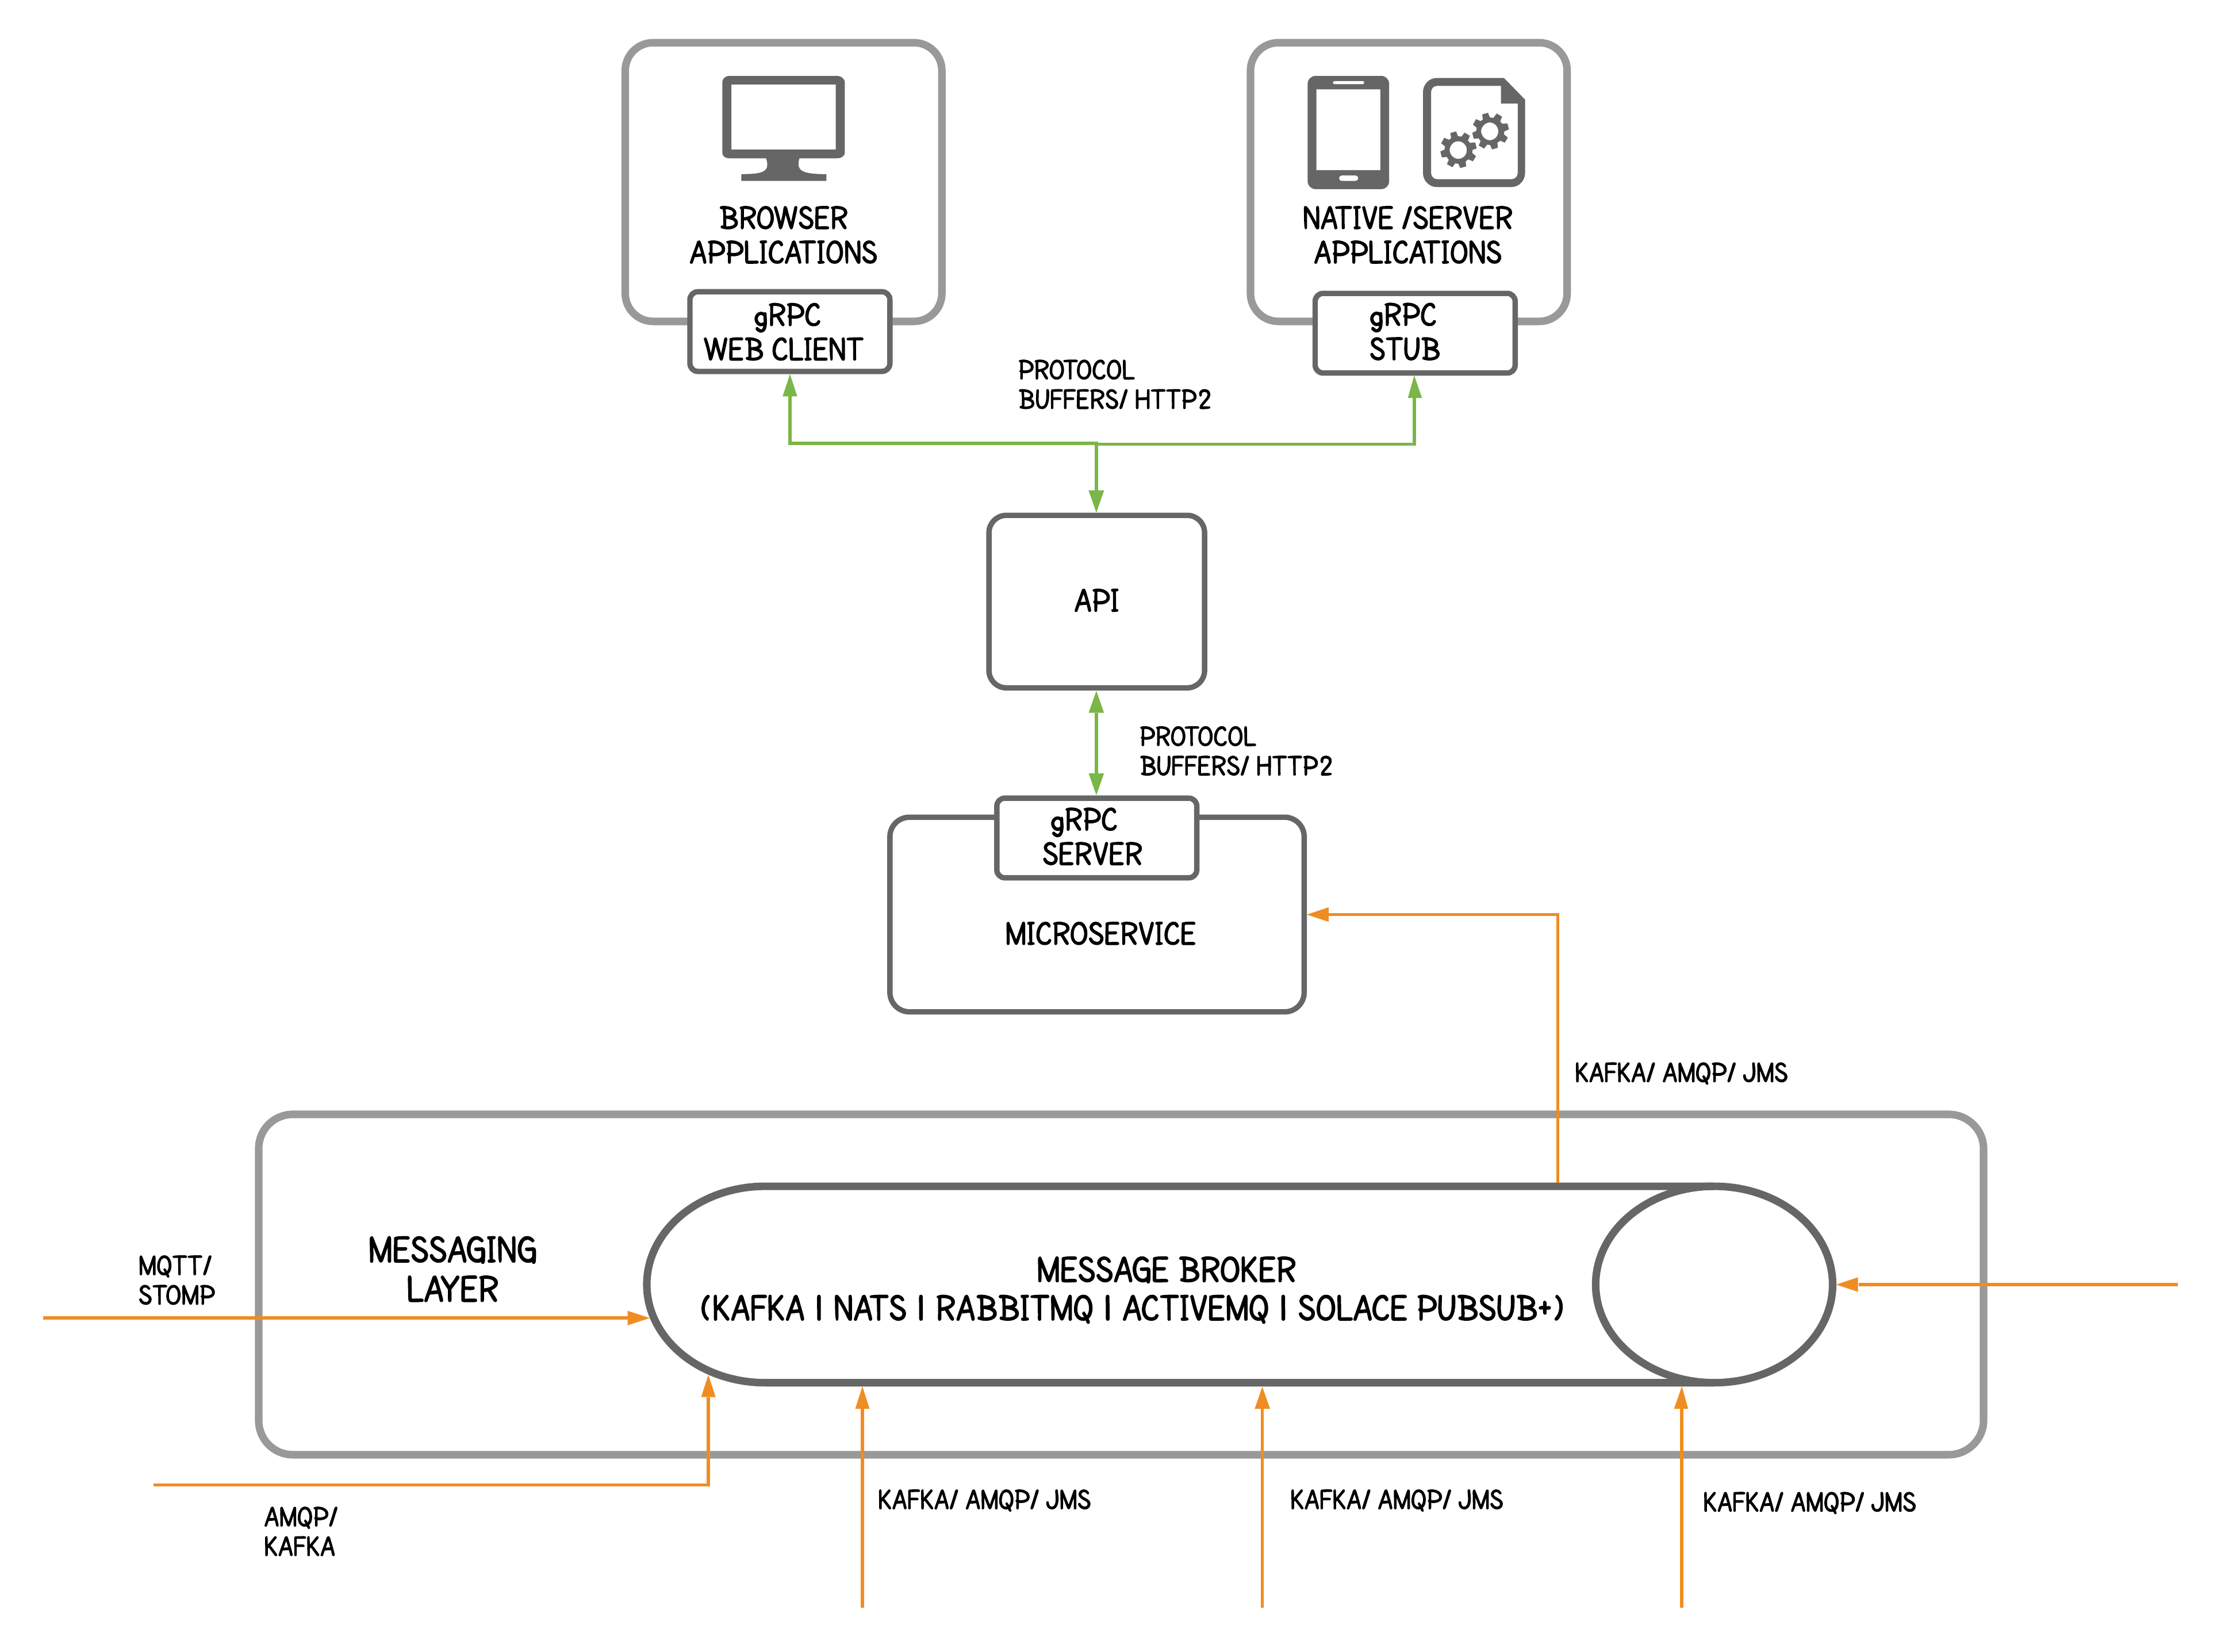 BROWSER
APPLICATIONS
gRPC
WEB CLIENT
NATIVE /SERVER
APPLICATIONS
gRPC
STUB
PROTOCOL
BUFFERS/ HTTP2
API
PROTOCOL
BUFFERS/ HTTP2
gRPC
SERVER
MICROSERVICE
KAFKA/ AMQP/ JMS
MESSAGING
LAYER
MQTT/
STOMP
MESSAGE BROKER
(KAFKA | NATS | RABBITMQ | ACTIVEMQ | SOLACE PUBSUB+)
AMQP/
KAFKA
KAFKA/ AMQP/ JMS
KAFKA/ AMQP/ JMS
KAFKA/ AMQP/ JMS